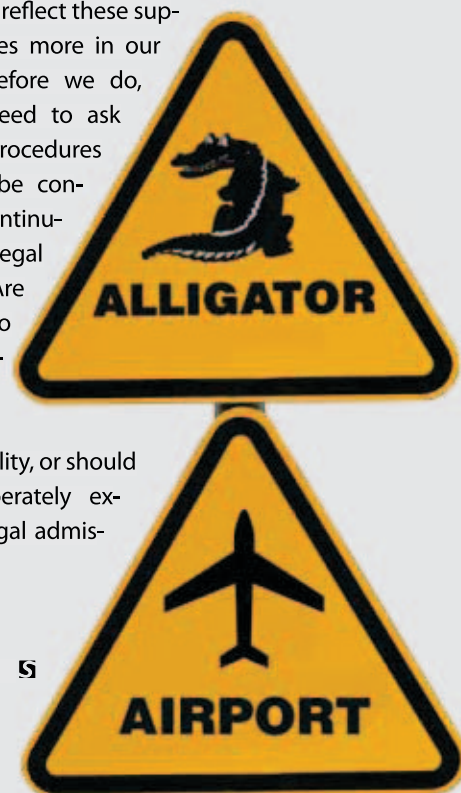 reflect these sup-
es more in our
efore we do,
eed to ask
rocedures
be con-
ntinu-
egal
Are
o
-
ALLIGATOR
lity, or should
perately ex-
gal admis-
S
AIRPORT